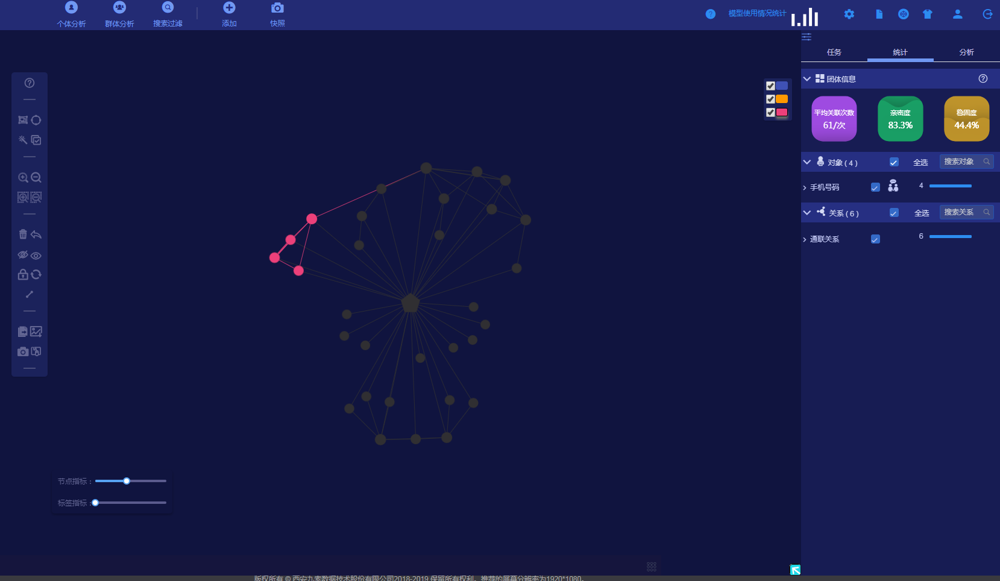 个体分析
群体分析
搜索过滤
添加
快照
模型使用情况统计
任务
统计
分析
团体信息
平均关联次数
61/次
亲密度
83.3%
稳固度
44.4%
对象 ( 4 )
全选
搜索对象
手机号码
4
关系 ( 6 )
全选
搜索关系
通联关系
6
节点指标 :
标签指标 :
版权所有 © 西安九索数据技术股份有限公司2018-2019 保留所有权利。推荐的屏幕分辨率为1920*1080。